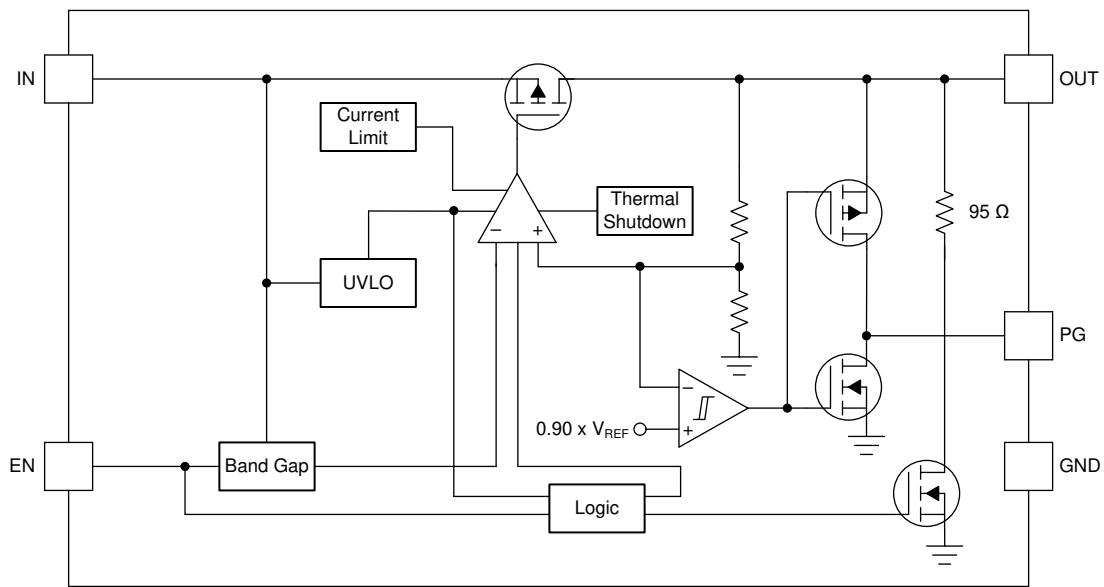 IN
OUT
Current
Limit
Thermal
Shutdown
95 Ω
−
+
UVLO
PG
−
0.90 x V_REF
+
EN
Band Gap
GND
Logic